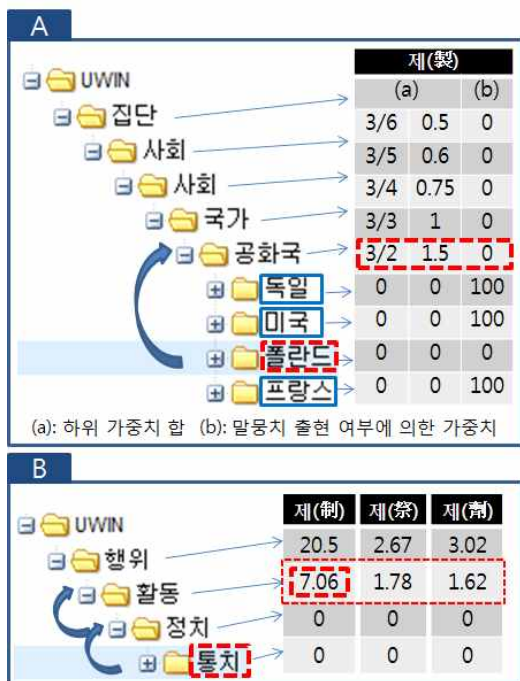 A
제(製)
(a) (b)
UWIN
집단 3/6 0.5 0
사회 3/5 0.6 0
사회 3/4 0.75 0
국가 3/3 1 0
공화국 3/2 1.5 0
독일 0 0 100
미국 0 0 100
폴란드 0 0 0
프랑스 0 0 100
(a): 하위 가중치 합 (b): 말뭉치 출현 여부에 의한 가중치
B
제(制) 제(祭) 제(劑)
UWIN
행위 20.5 2.67 3.02
활동 7.06 1.78 1.62
정치 0 0 0
통치 0 0 0